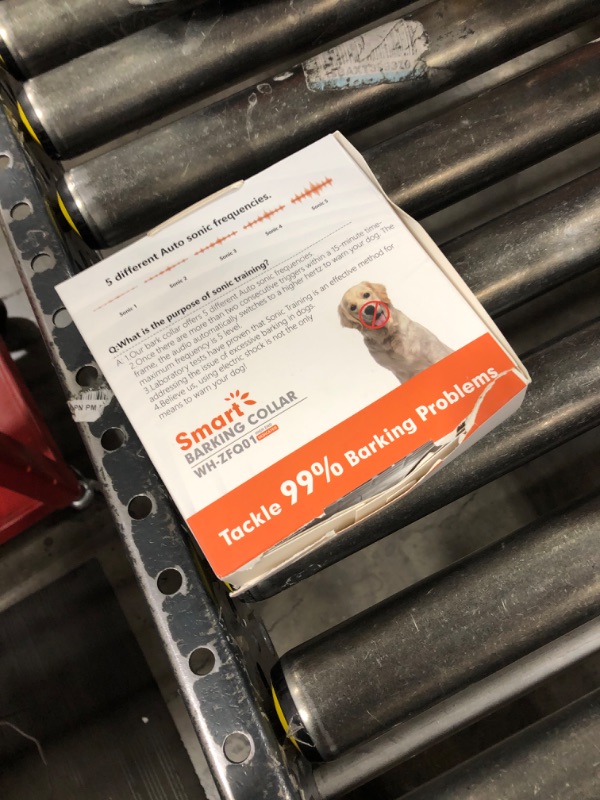 5 different Auto sonic frequencies.
Sonic 1
Sonic 2
Sonic 3
Sonic 4
Sonic 5
Q:What is the purpose of sonic training?
A: 1.Our bark collar offers 5 different Auto sonic frequencies.
2.Once there are more than two consecutive triggers within a 15-minute time-
frame, the audio automatically switches to a higher hertz to warn your dog. The
maximum frequency is 5 level.
3.Laboratory tests have proven that Sonic Training is an effective method for
addressing the issue of excessive barking in dogs.
4.Believe us, using electric shock is not the only
means to warn your dog!
Smart
BARKING COLLAR
WH-ZFQ01
Tackle 99% Barking Problems
PN PM